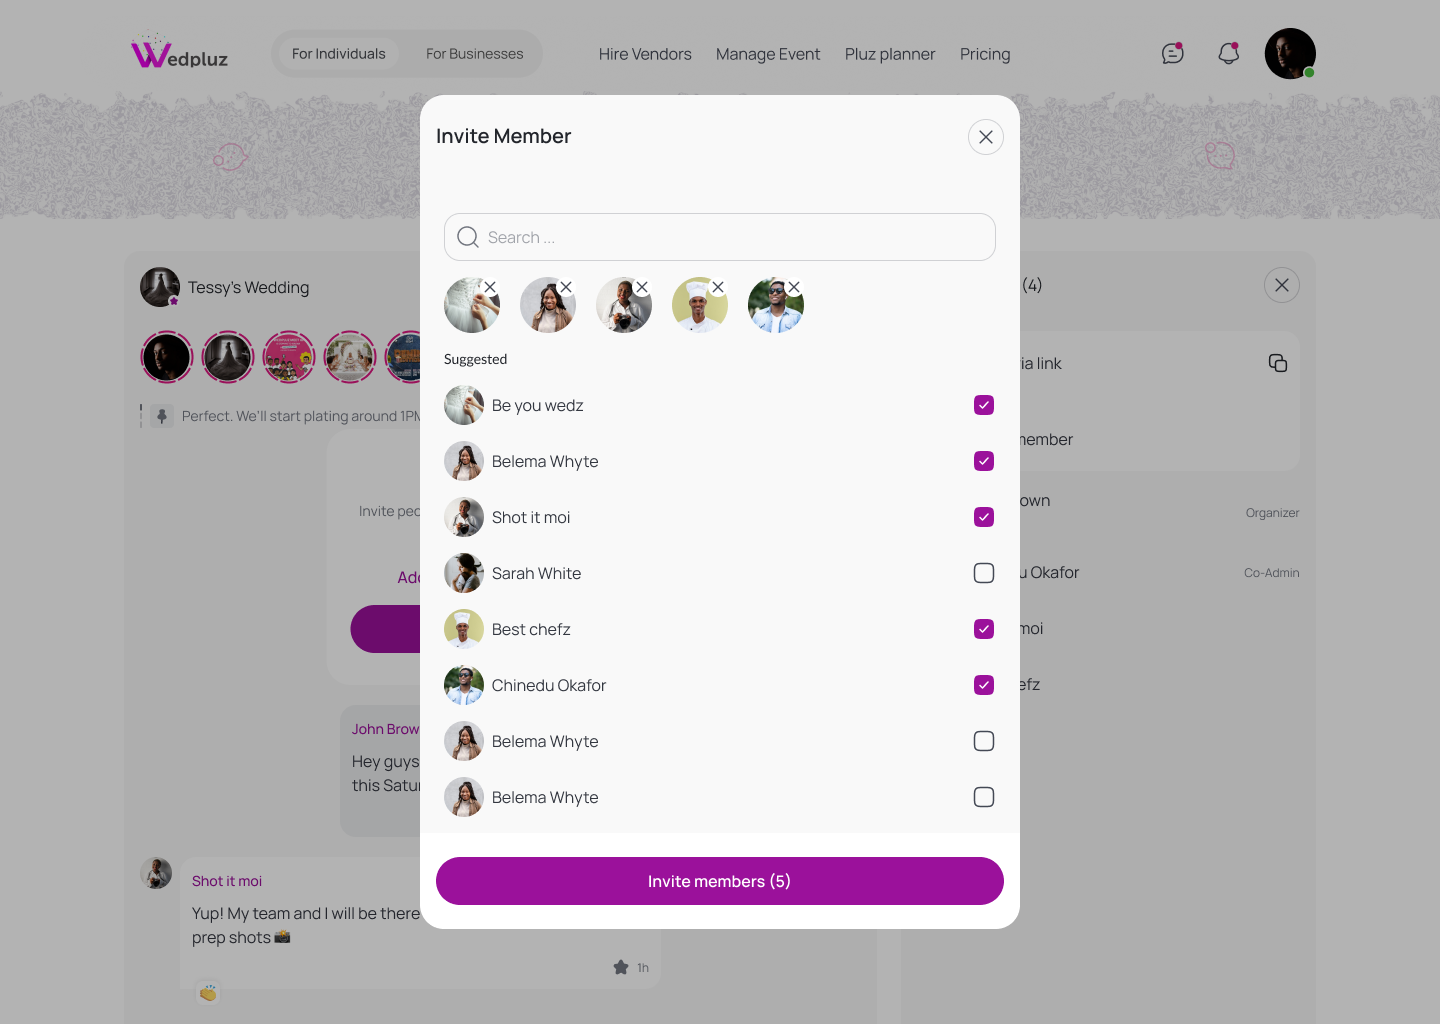 Wedpluz
For Individuals
For Businesses
Hire Vendors
Manage Event
Pluz planner
Pricing
Invite Member
Search ...
Suggested
Be you wedz
Belema Whyte
Shot it moi
Sarah White
Best chefz
Chinedu Okafor
Belema Whyte
Belema Whyte
Invite members (5)
Tessy's Wedding
Perfect. We'll start plating around 1PM
Invite
Add
John Brow
Hey guys
this Satur
Shot it moi
Yup! My team and I will be there
prep shots 📸
1h
(4)
ia link
member
own
Organizer
u Okafor
Co-Admin
moi
efz